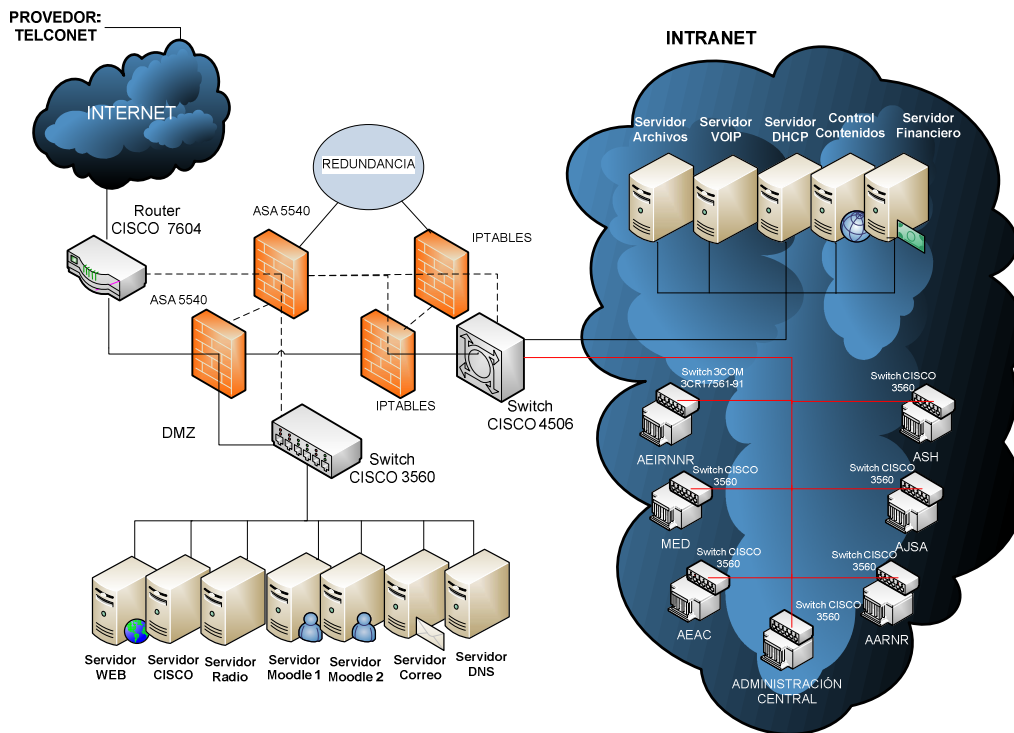 PROVEDOR:
TELCONET
INTERNET
Router
CISCO 7604
REDUNDANCIA
ASA 5540
IPTABLES
ASA 5540
IPTABLES
Switch
CISCO 4506
DMZ
Switch
CISCO 3560
Servidor
WEB
Servidor
CISCO
Servidor
Radio
Servidor
Moodle 1
Servidor
Moodle 2
Servidor
Correo
Servidor
DNS
INTRANET
Servidor
Archivos
Servidor
VOIP
Servidor
DHCP
Control
Contenidos
Servidor
Financiero
Switch 3COM
3CR17561-91
AEIRNNR
Switch CISCO
3560
ASH
Switch CISCO
3560
MED
Switch CISCO
3560
AJSA
Switch CISCO
3560
AEAC
Switch CISCO
3560
AARNR
Switch CISCO
3560
ADMINISTRACIÓN
CENTRAL